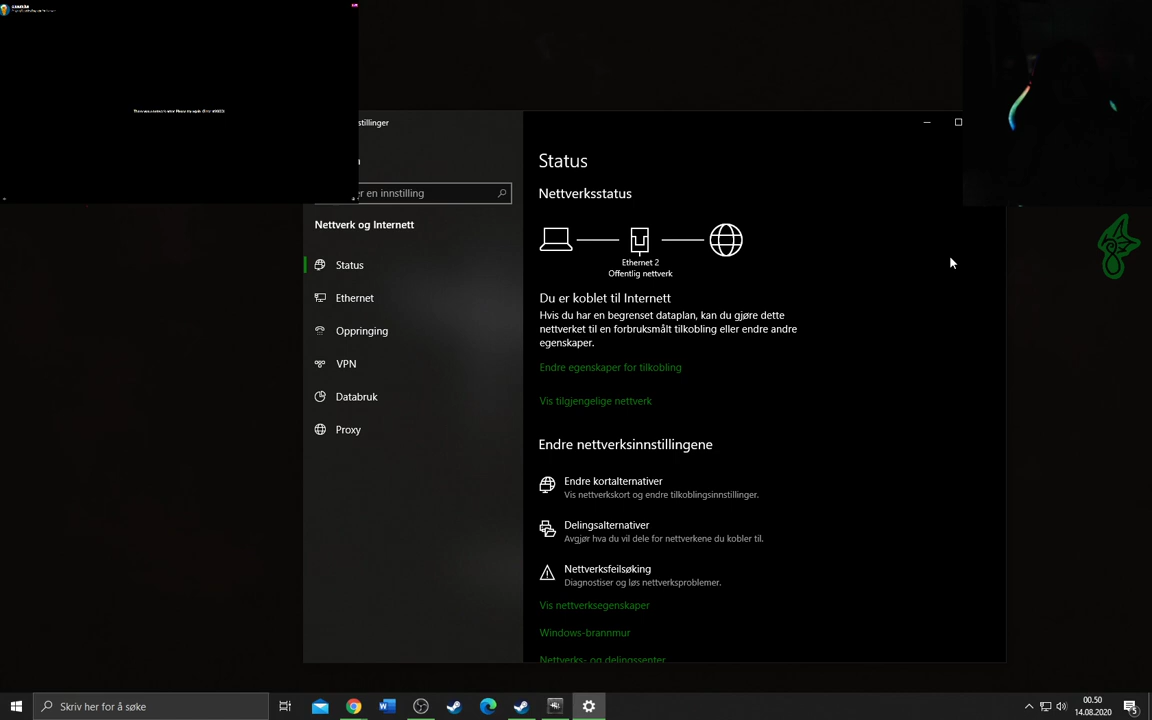 stillinger
Status
er en innstilling
Nettverksstatus
Nettverk og Internett
Ethernet 2
Offentlig nettverk
Status
Ethernet
Oppringing
VPN
Databruk
Proxy
Du er koblet til Internett
Hvis du har en begrenset dataplan, kan du gjøre dette
nettverket til en forbruksmålt tilkobling eller endre andre
egenskaper.
Endre egenskaper for tilkobling
Vis tilgjengelige nettverk
Endre nettverksinnstillingene
Endre kortalternativer
Vis nettverkskort og endre tilkoblingsinnstillinger.
Delingsalternativer
Avgjør hva du vil dele for nettverkene du kobler til.
Nettverksfeilsøking
Diagnostiser og løs nettverksproblemer.
Vis nettverksegenskaper
Windows-brannmur
Nettverks- og delingssenter
Skriv her for å søke
00.50
14.08.2020
5